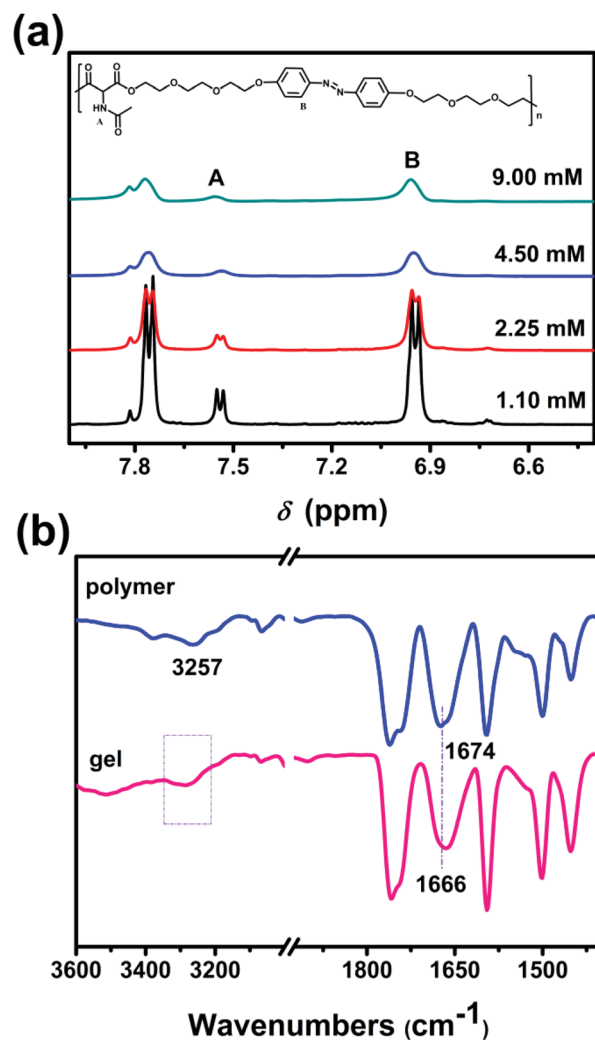 (a)
O O
O O O O O
N
N
O O O O
n
HN
A
O
B
A
B
9.00 mM
4.50 mM
2.25 mM
1.10 mM
7.8 7.5 7.2 6.9 6.6
δ (ppm)
(b)
polymer
3257
1674
gel
1666
3600 3400 3200 1800 1650 1500
Wavenumbers (cm-1)